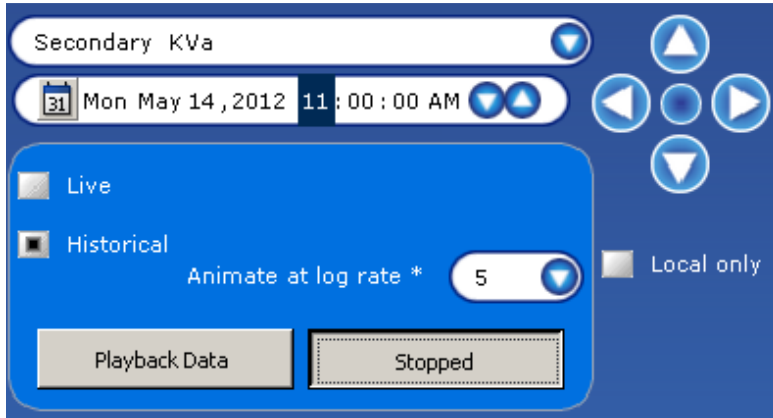 Secondary KVa
31 Mon May 14, 2012 11:00:00 AM
Live
Historical
Animate at log rate * 5
Local only
Playback Data Stopped